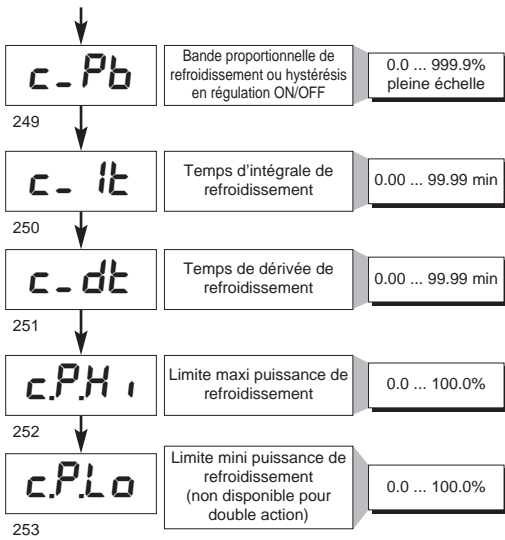 c_Pb
Bande proportionnelle de
refroidissement ou hystérésis
en régulation ON/OFF
0.0 ... 999.9%
pleine échelle
249
c_It
Temps d'intégrale de
refroidissement
0.00 ... 99.99 min
250
c_dt
Temps de dérivée de
refroidissement
0.00 ... 99.99 min
251
c.P.Hi
Limite maxi puissance de
refroidissement
0.0 ... 100.0%
252
c.P.Lo
Limite mini puissance de
refroidissement
(non disponible pour
double action)
0.0 ... 100.0%
253